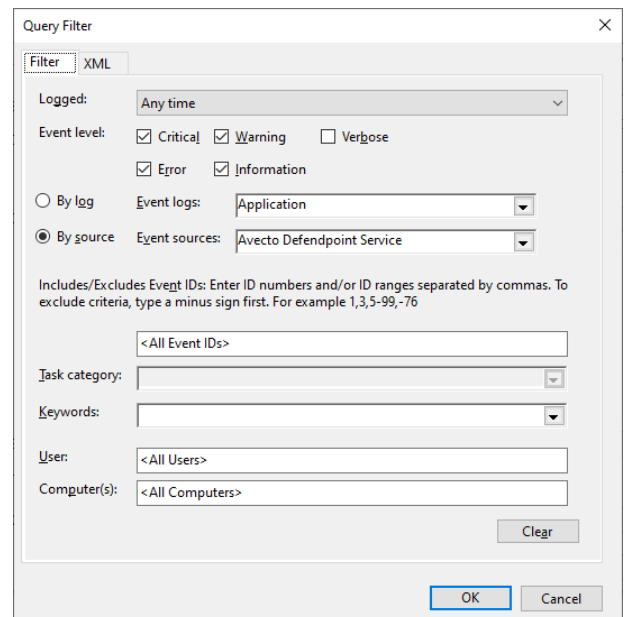 Query Filter
Filter XML
Logged: Any time
Event level: Critical Warning Verbose
Error Information
By log Event logs: Application
By source Event sources: Avecto Defendpoint Service
Includes/Excludes Event IDs: Enter ID numbers and/or ID ranges separated by commas. To
exclude criteria, type a minus sign first. For example 1,3,5-99,-76
<All Event IDs>
Task category:
Keywords:
User: <All Users>
Computer(s): <All Computers>
Clear
OK Cancel